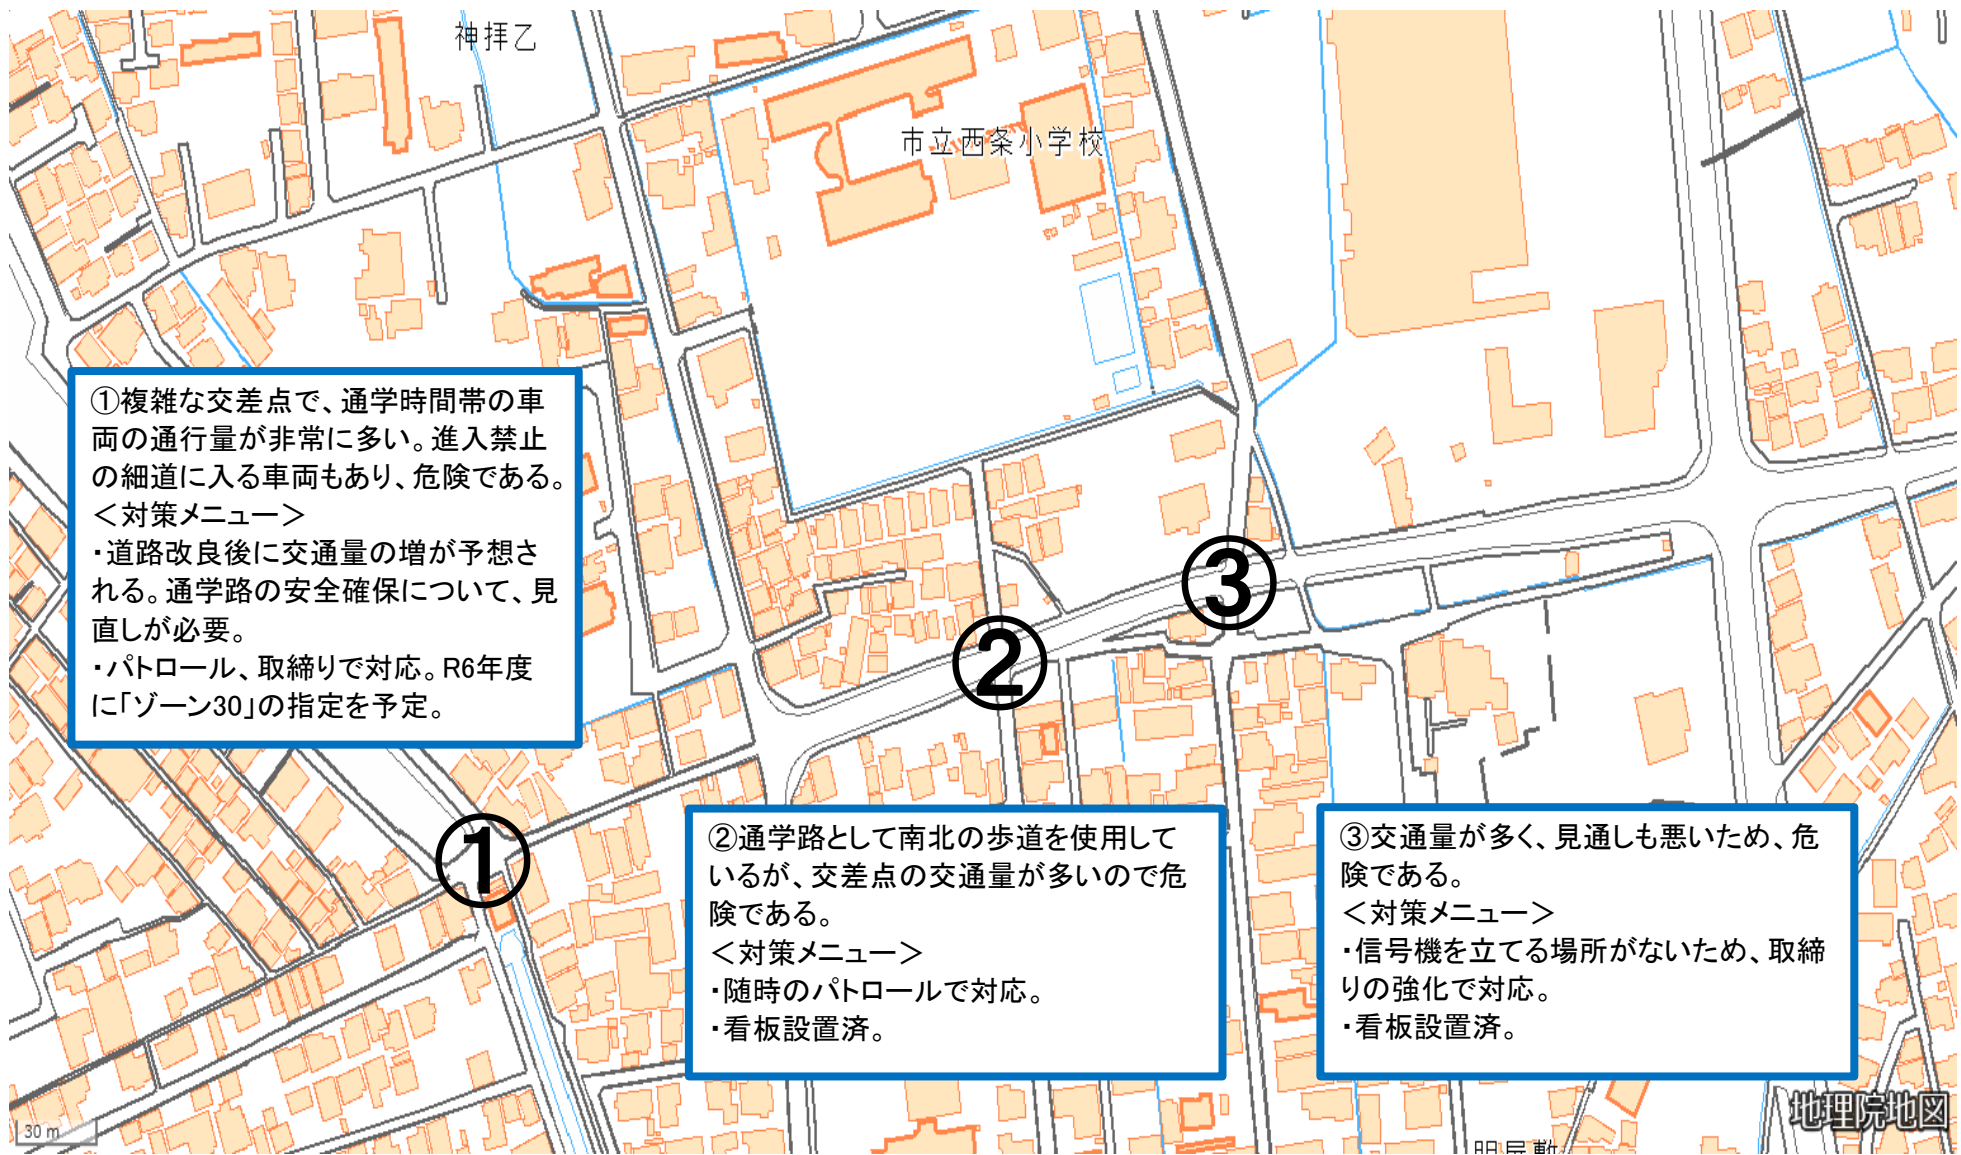 神拝乙
市立西条小学校
①複雑な交差点で、通学時間帯の車
両の通行量が非常に多い。進入禁止
の細道に入る車両もあり、危険である。
＜対策メニュー＞
・道路改良後に交通量の増が予想さ
れる。通学路の安全確保について、見
直しが必要。
・パトロール、取締りで対応。R6年度
に「ゾーン30」の指定を予定。
③
②
①
②通学路として南北の歩道を使用して
いるが、交差点の交通量が多いので危
険である。
＜対策メニュー＞
・随時のパトロールで対応。
・看板設置済。
③交通量が多く、見通しも悪いため、危
険である。
＜対策メニュー＞
・信号機を立てる場所がないため、取締
りの強化で対応。
・看板設置済。
30 m
地理院地図
明屋敷